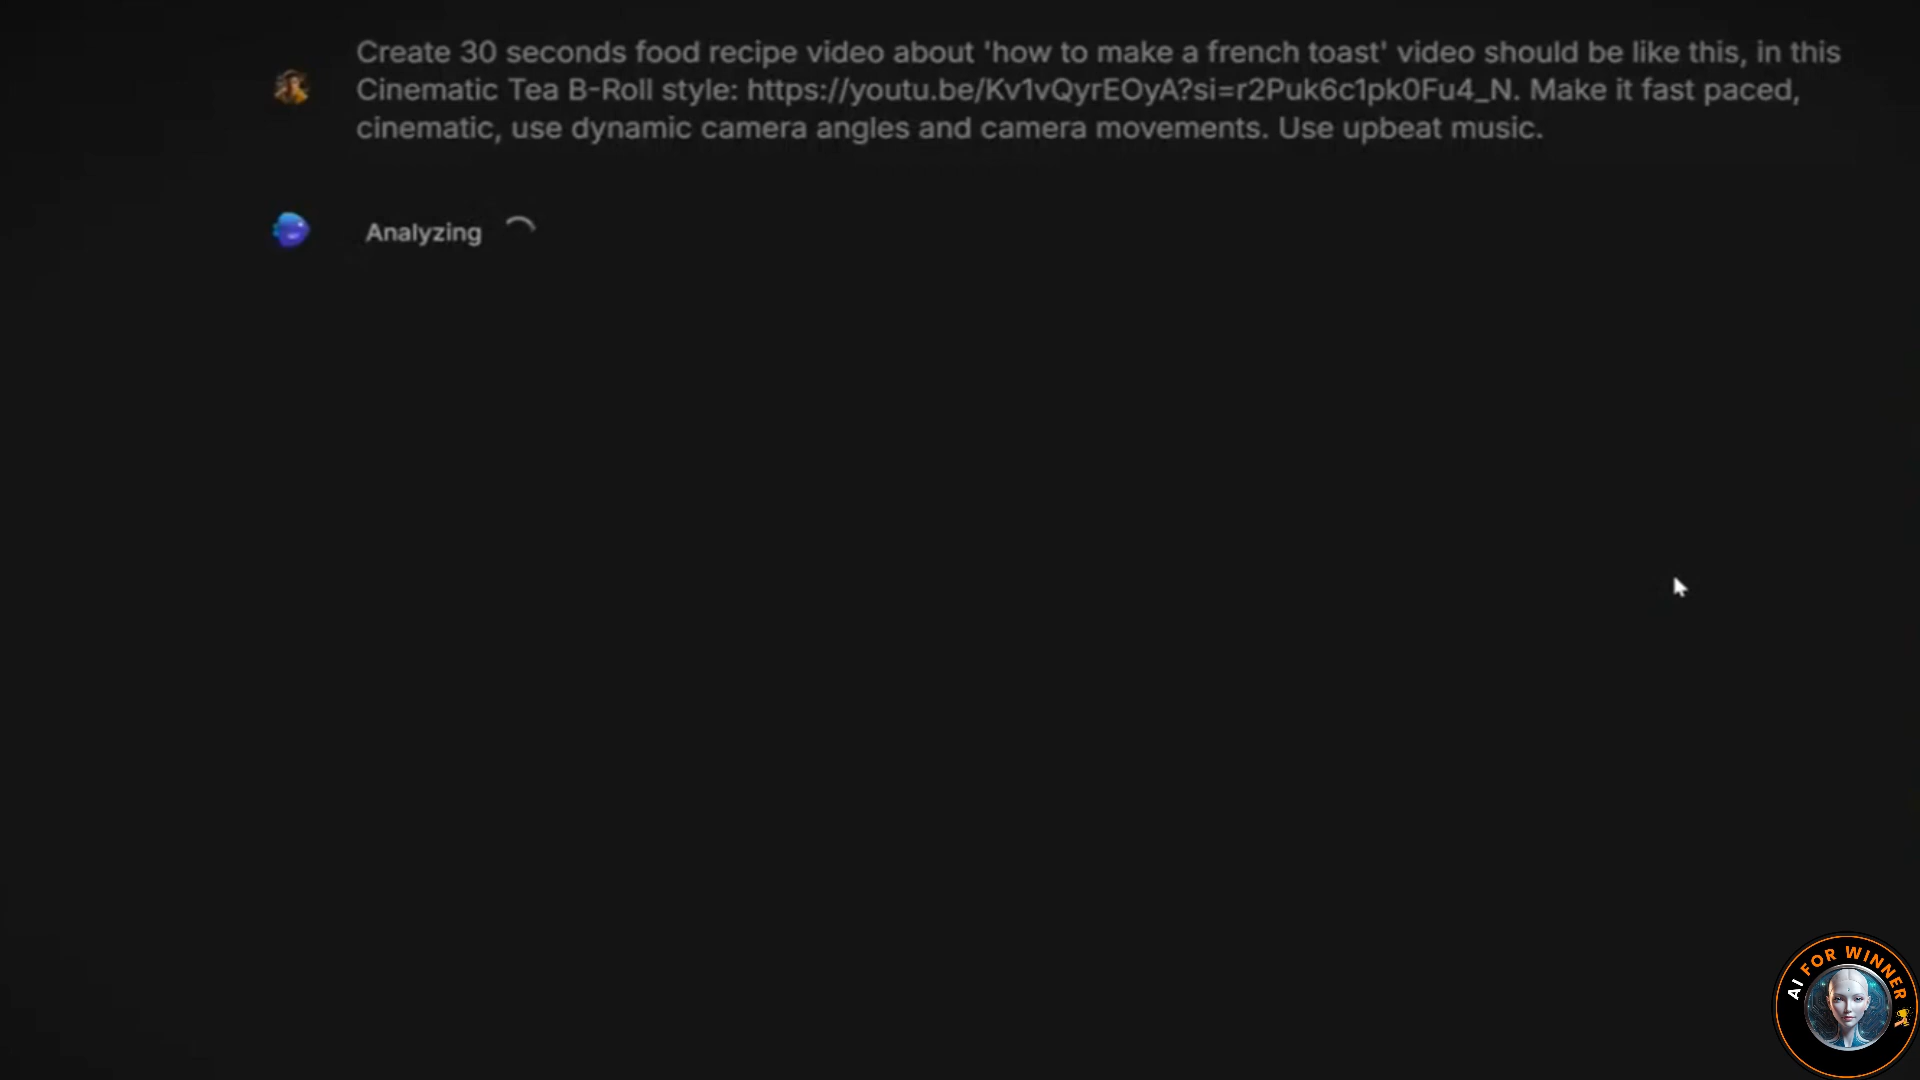 Create 30 seconds food recipe video about 'how to make a french toast' video should be like this, in this
Cinematic Tea B-Roll style: https://youtu.be/Kv1vQyrEOyA?si=r2Puk6c1pk0Fu4_N. Make it fast paced,
cinematic, use dynamic camera angles and camera movements. Use upbeat music.
Analyzing
AI FOR WINNER